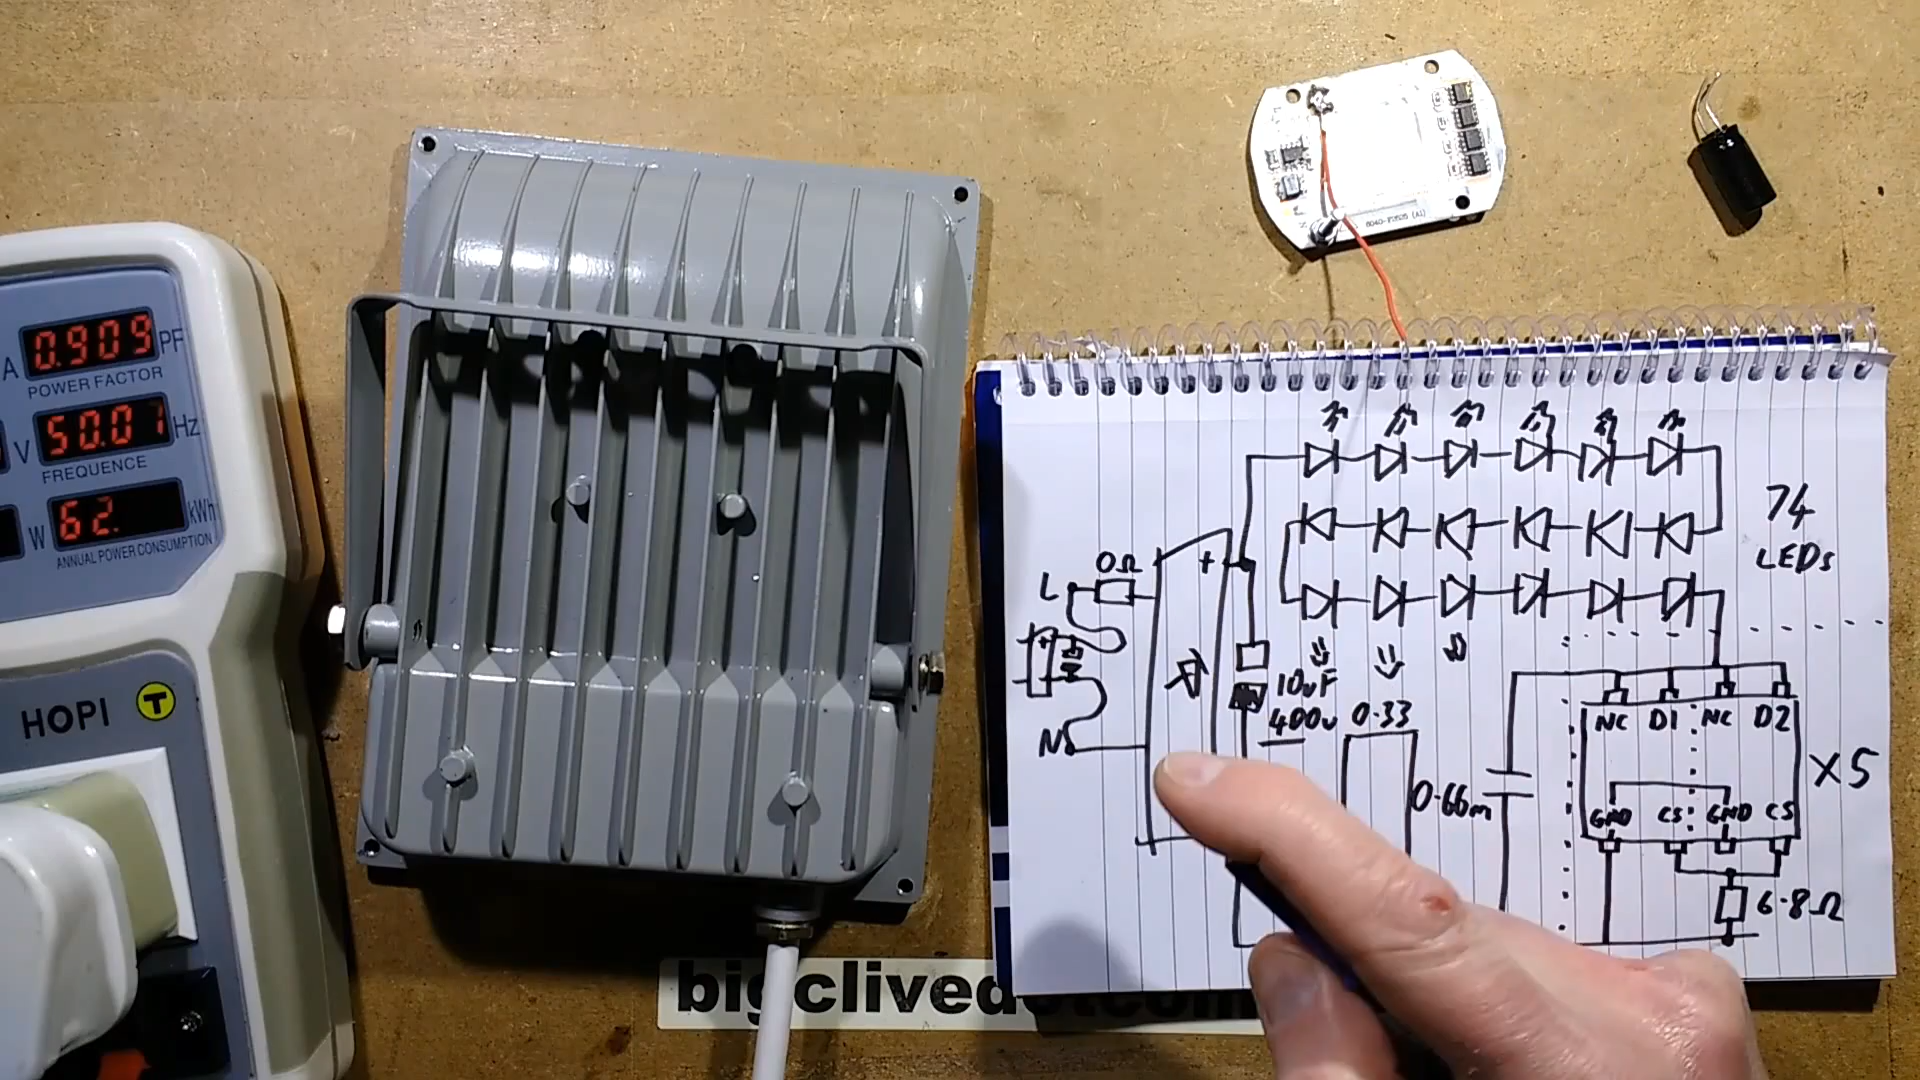 A
0.909
PF
POWER FACTOR
V
50.01
Hz
FREQUENCE
W
62.
kWh
ANNUAL POWER CONSUMPTION
HOPI
T
bigclivedotcom
74
LEDs
0Ω
L
+
+
N
10uF
400v
0.33
0.66m
NC D1 NC D2
GND CS GND CS
X5
6.8Ω